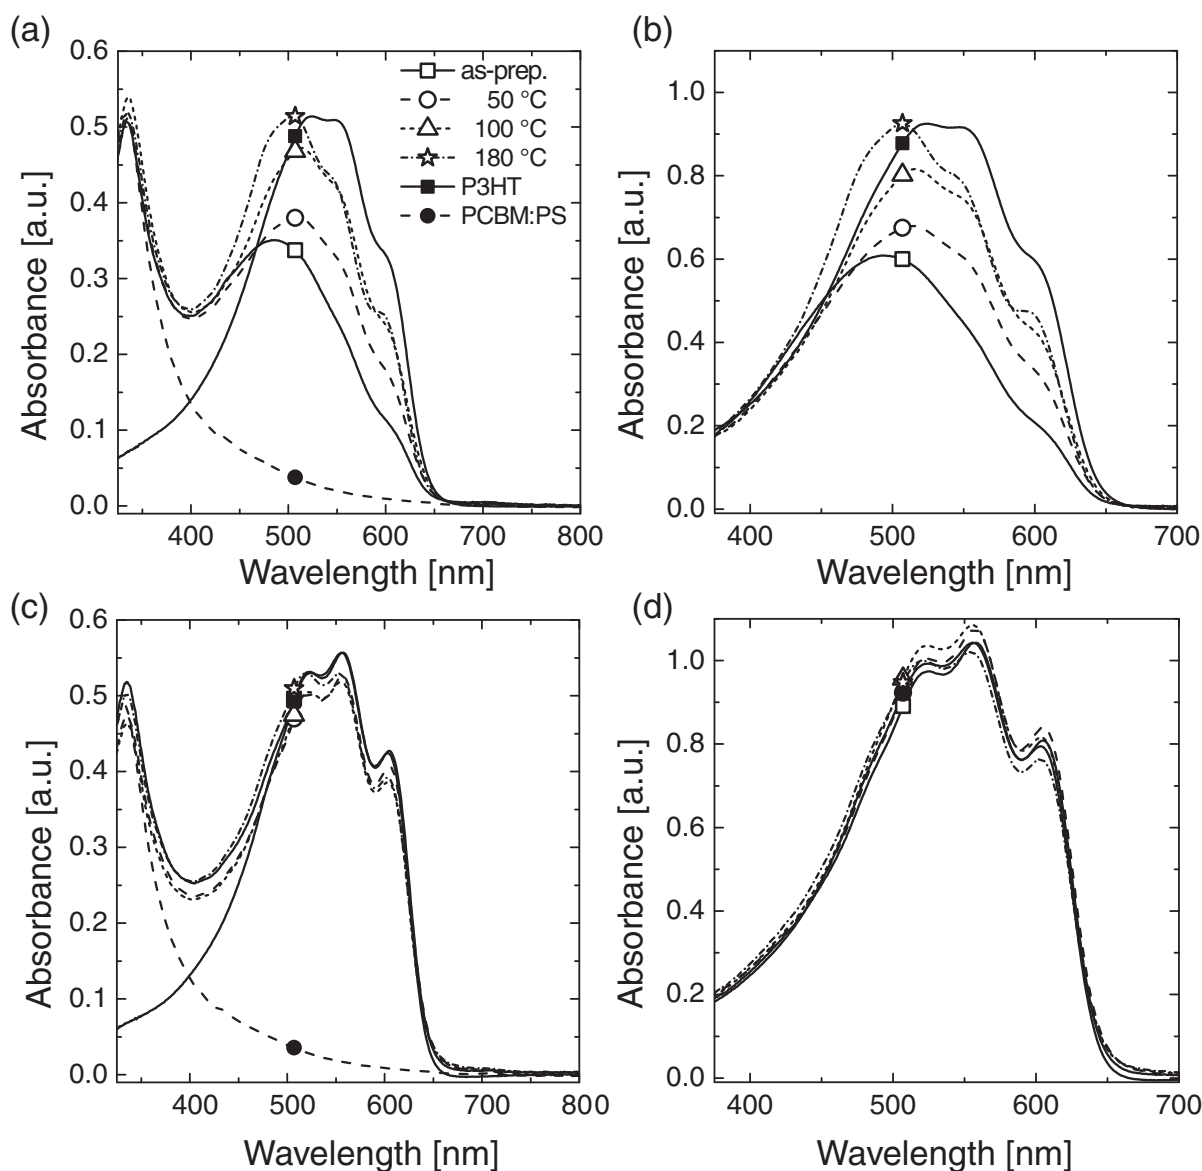 (a)
0.6
0.5
0.4
0.3
0.2
0.1
0.0
Absorbance [a.u.]
as-prep.
50 °C
100 °C
180 °C
P3HT
PCBM:PS
400 500 600 700 800
Wavelength [nm]
(b)
1.0
0.8
0.6
0.4
0.2
0.0
Absorbance [a.u.]
400 500 600 700
Wavelength [nm]
(c)
0.6
0.5
0.4
0.3
0.2
0.1
0.0
Absorbance [a.u.]
400 500 600 700 800
Wavelength [nm]
(d)
1.0
0.8
0.6
0.4
0.2
0.0
Absorbance [a.u.]
400 500 600 700
Wavelength [nm]